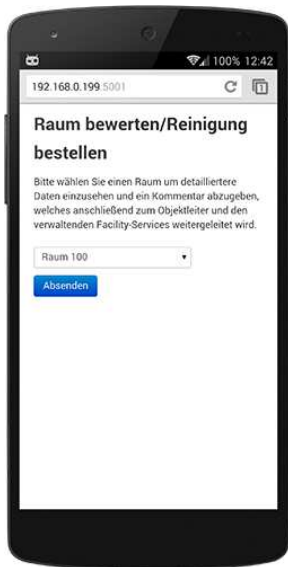 100% 12:42
192.168.0.199:5001
1
Raum bewerten/Reinigung
bestellen
Bitte wählen Sie einen Raum um detailliertere
Daten einzusehen und ein Kommentar abzugeben,
welches anschließend zum Objektleiter und den
verwaltenden Facility-Services weitergeleitet wird.
Raum 100
Absenden